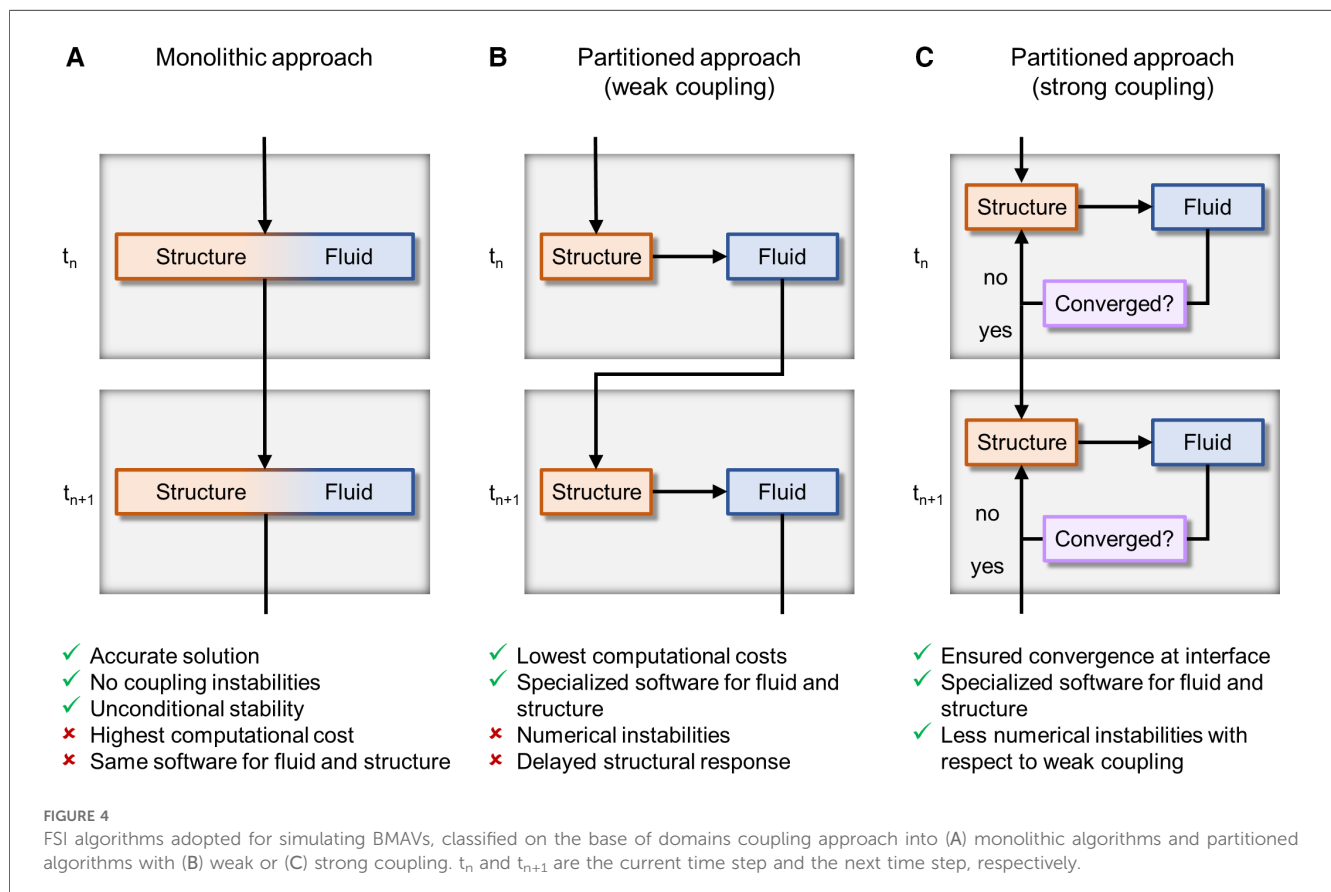 A Monolithic approach
tn
Structure Fluid
tn+1
Structure Fluid
✓ Accurate solution
✓ No coupling instabilities
✓ Unconditional stability
✘ Highest computational cost
✘ Same software for fluid and structure
B Partitioned approach
(weak coupling)
tn
Structure Fluid
tn+1
Structure Fluid
✓ Lowest computational costs
✓ Specialized software for fluid and
structure
✘ Numerical instabilities
✘ Delayed structural response
C Partitioned approach
(strong coupling)
Structure Fluid
tn
no
Converged?
yes
Structure Fluid
tn+1
no
Converged?
yes
✓ Ensured convergence at interface
✓ Specialized software for fluid and
structure
✓ Less numerical instabilities with
respect to weak coupling
FIGURE 4
FSI algorithms adopted for simulating BMAVs, classified on the base of domains coupling approach into (A) monolithic algorithms and partitioned
algorithms with (B) weak or (C) strong coupling. tn and tn+1 are the current time step and the next time step, respectively.